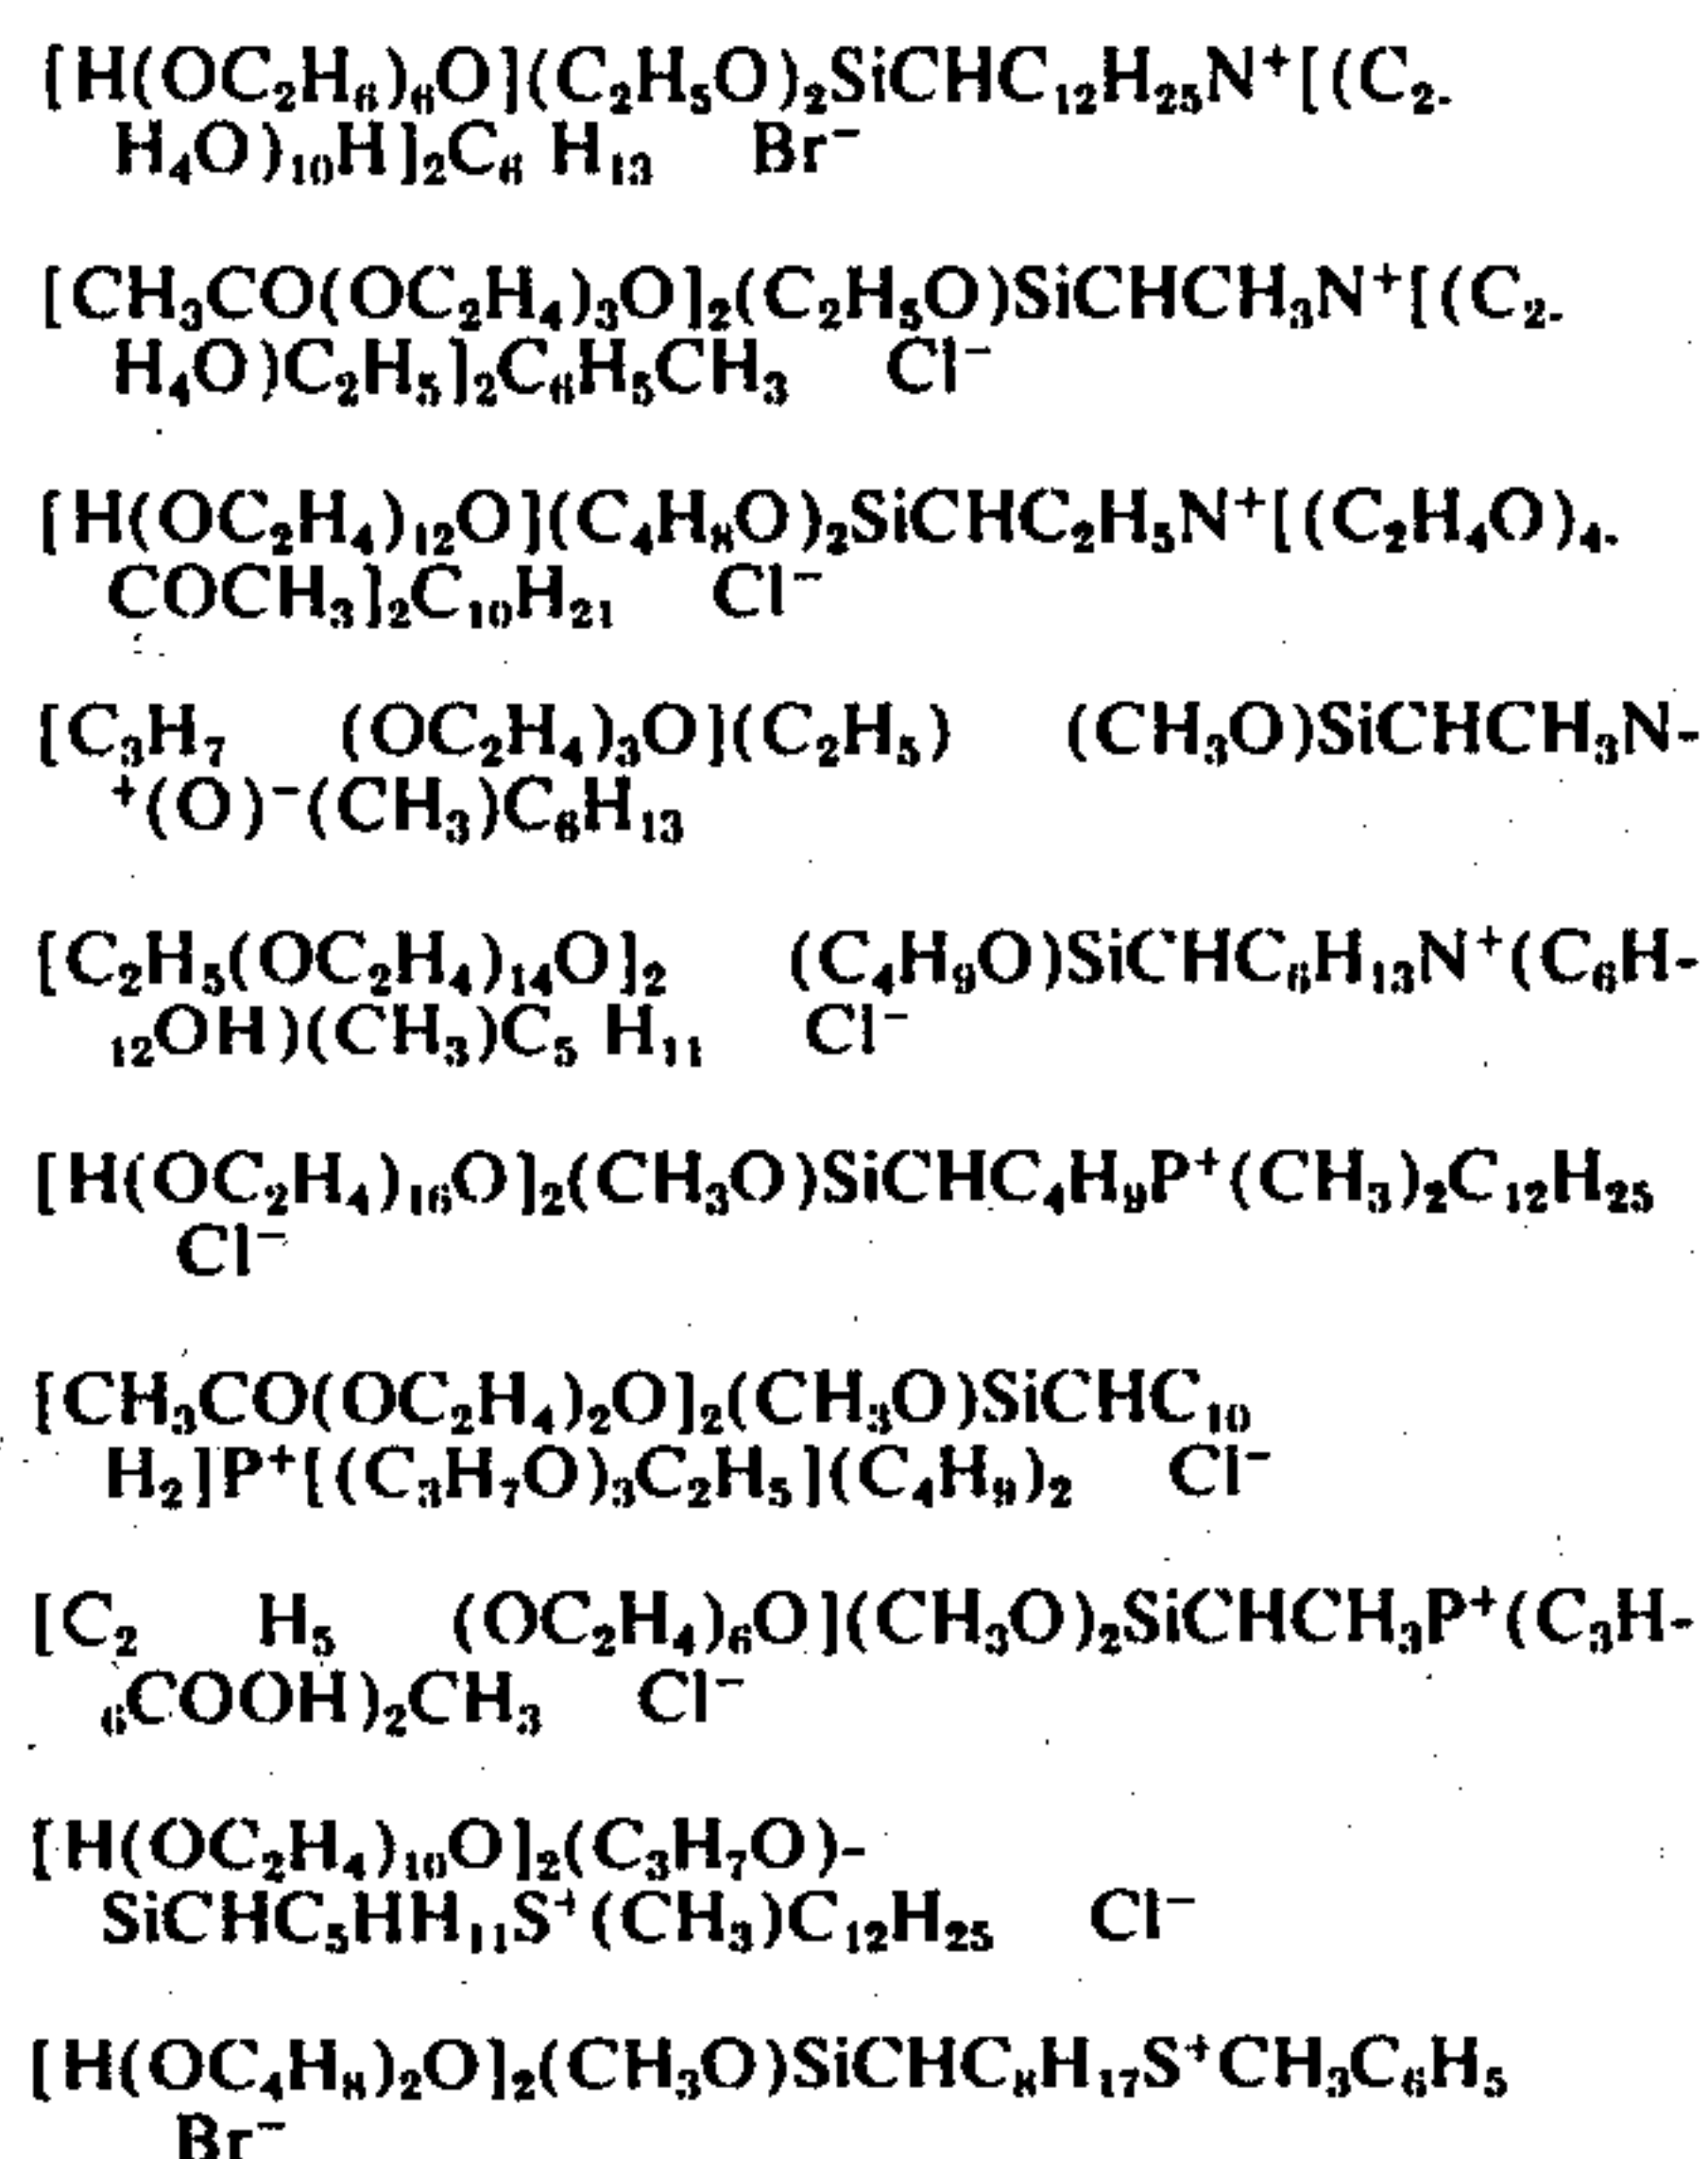 [H(OC₂H₆)₆O](C₂H₅O)₂SiCHC₁₂H₂₅N⁺[(C₂-
H₄O)₁₀H]₂C₆ H₁₃ Br⁻
[CH₃CO(OC₂H₄)₃O]₂(C₂H₅O)SiCHCH₃N⁺[(C₂-
H₄O)C₂H₅]₂C₆H₅CH₃ Cl⁻
[H(OC₂H₄)₁₂O](C₄H₈O)₂SiCHC₂H₅N⁺[(C₂H₄O)₄-
COCH₃]₂C₁₀H₂₁ Cl⁻
[C₃H₇ (OC₂H₄)₃O](C₂H₅) (CH₃O)SiCHCH₃N-
⁺(O)⁻(CH₃)C₆H₁₃
[C₂H₅(OC₂H₄)₁₄O]₂ (C₄H₉O)SiCHC₆H₁₃N⁺(C₆H-
₁₂OH)(CH₃)C₅ H₁₁ Cl⁻
[H(OC₂H₄)₁₆O]₂(CH₃O)SiCHC₄H₉P⁺(CH₃)₂C₁₂H₂₅
Cl⁻
[CH₃CO(OC₂H₄)₂O]₂(CH₃O)SiCHC₁₀
H₂]P⁺[(C₃H₇O)₃C₂H₅](C₄H₉)₂ Cl⁻
[C₂ H₅ (OC₂H₄)₆O](CH₃O)₂SiCHCH₃P⁺(C₃H-
₆COOH)₂CH₃ Cl⁻
[H(OC₂H₄)₁₀O]₂(C₃H₇O)-
SiCHC₅HH₁₁S⁺(CH₃)C₁₂H₂₅ Cl⁻
[H(OC₄H₈)₂O]₂(CH₃O)SiCHC₈H₁₇S⁺CH₃C₆H₅
Br⁻